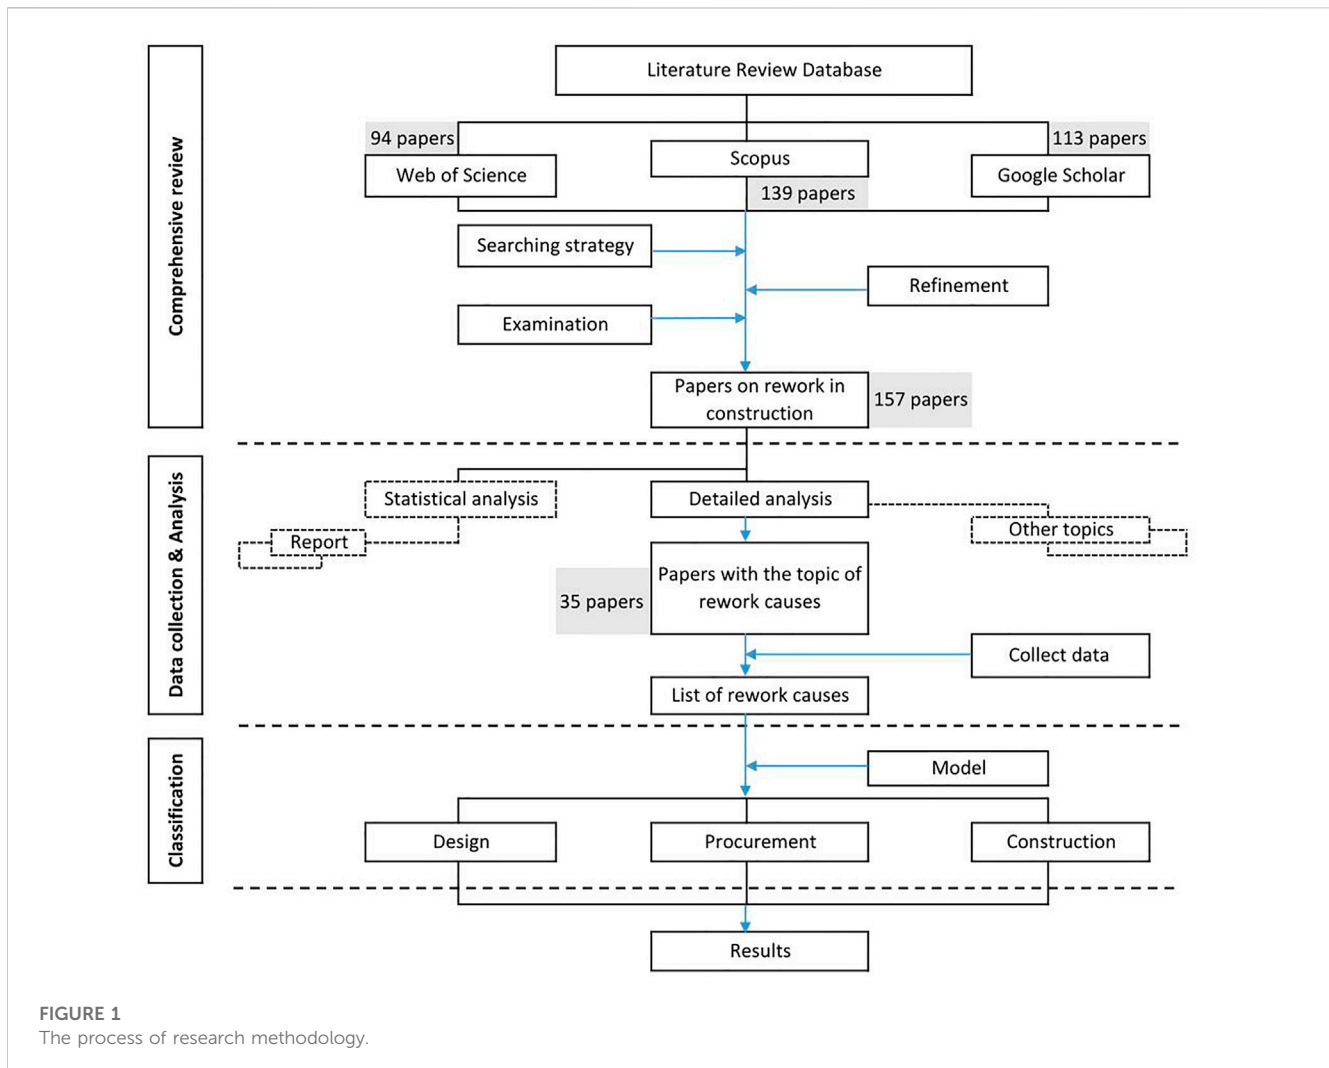 Comprehensive review
Literature Review Database
94 papers
113 papers
Scopus
Web of Science
Google Scholar
139 papers
Searching strategy
Refinement
Examination
Papers on rework in
construction
157 papers
Data collection & Analysis
Statistical analysis
Detailed analysis
Report
Other topics
Papers with the topic of
rework causes
35 papers
Collect data
List of rework causes
Classification
Model
Design
Procurement
Construction
Results
FIGURE 1
The process of research methodology.